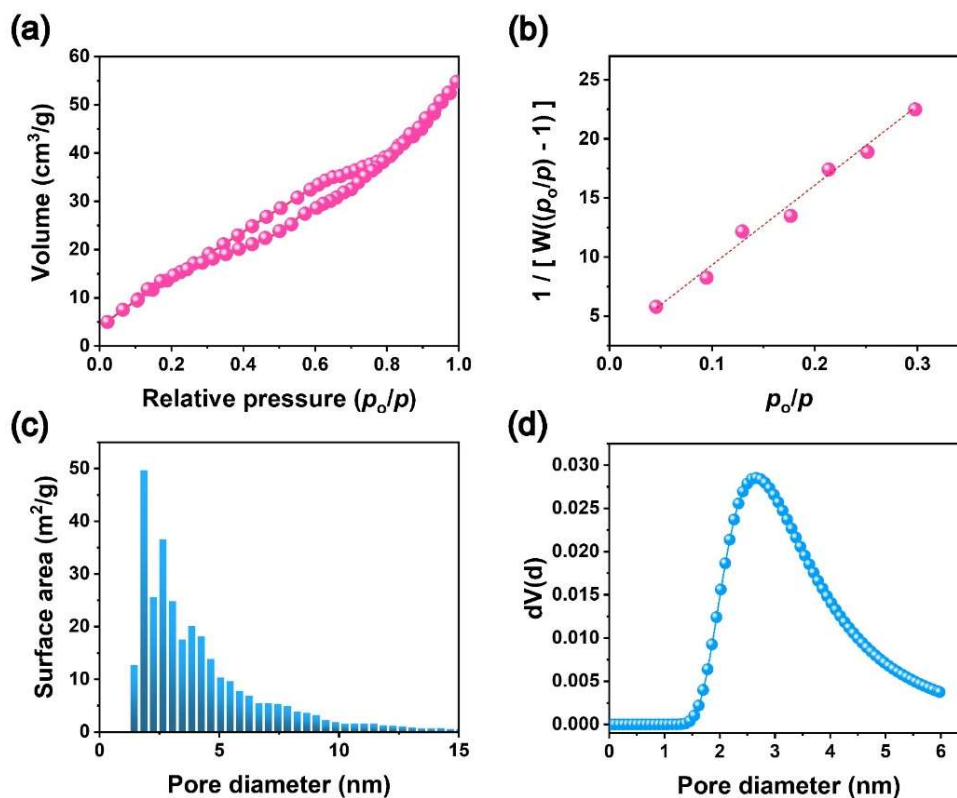 (a)
60
50
40
30
20
10
0
Volume (cm³/g)
0.0 0.2 0.4 0.6 0.8 1.0
Relative pressure (pₒ/p)
(b)
25
20
15
10
5
1 / [ W((pₒ/p) - 1) ]
0.0 0.1 0.2 0.3
pₒ/p
(c)
50
40
30
20
10
0
Surface area (m²/g)
0 5 10 15
Pore diameter (nm)
(d)
0.030
0.025
0.020
0.015
0.010
0.005
0.000
dV(d)
0 1 2 3 4 5 6
Pore diameter (nm)